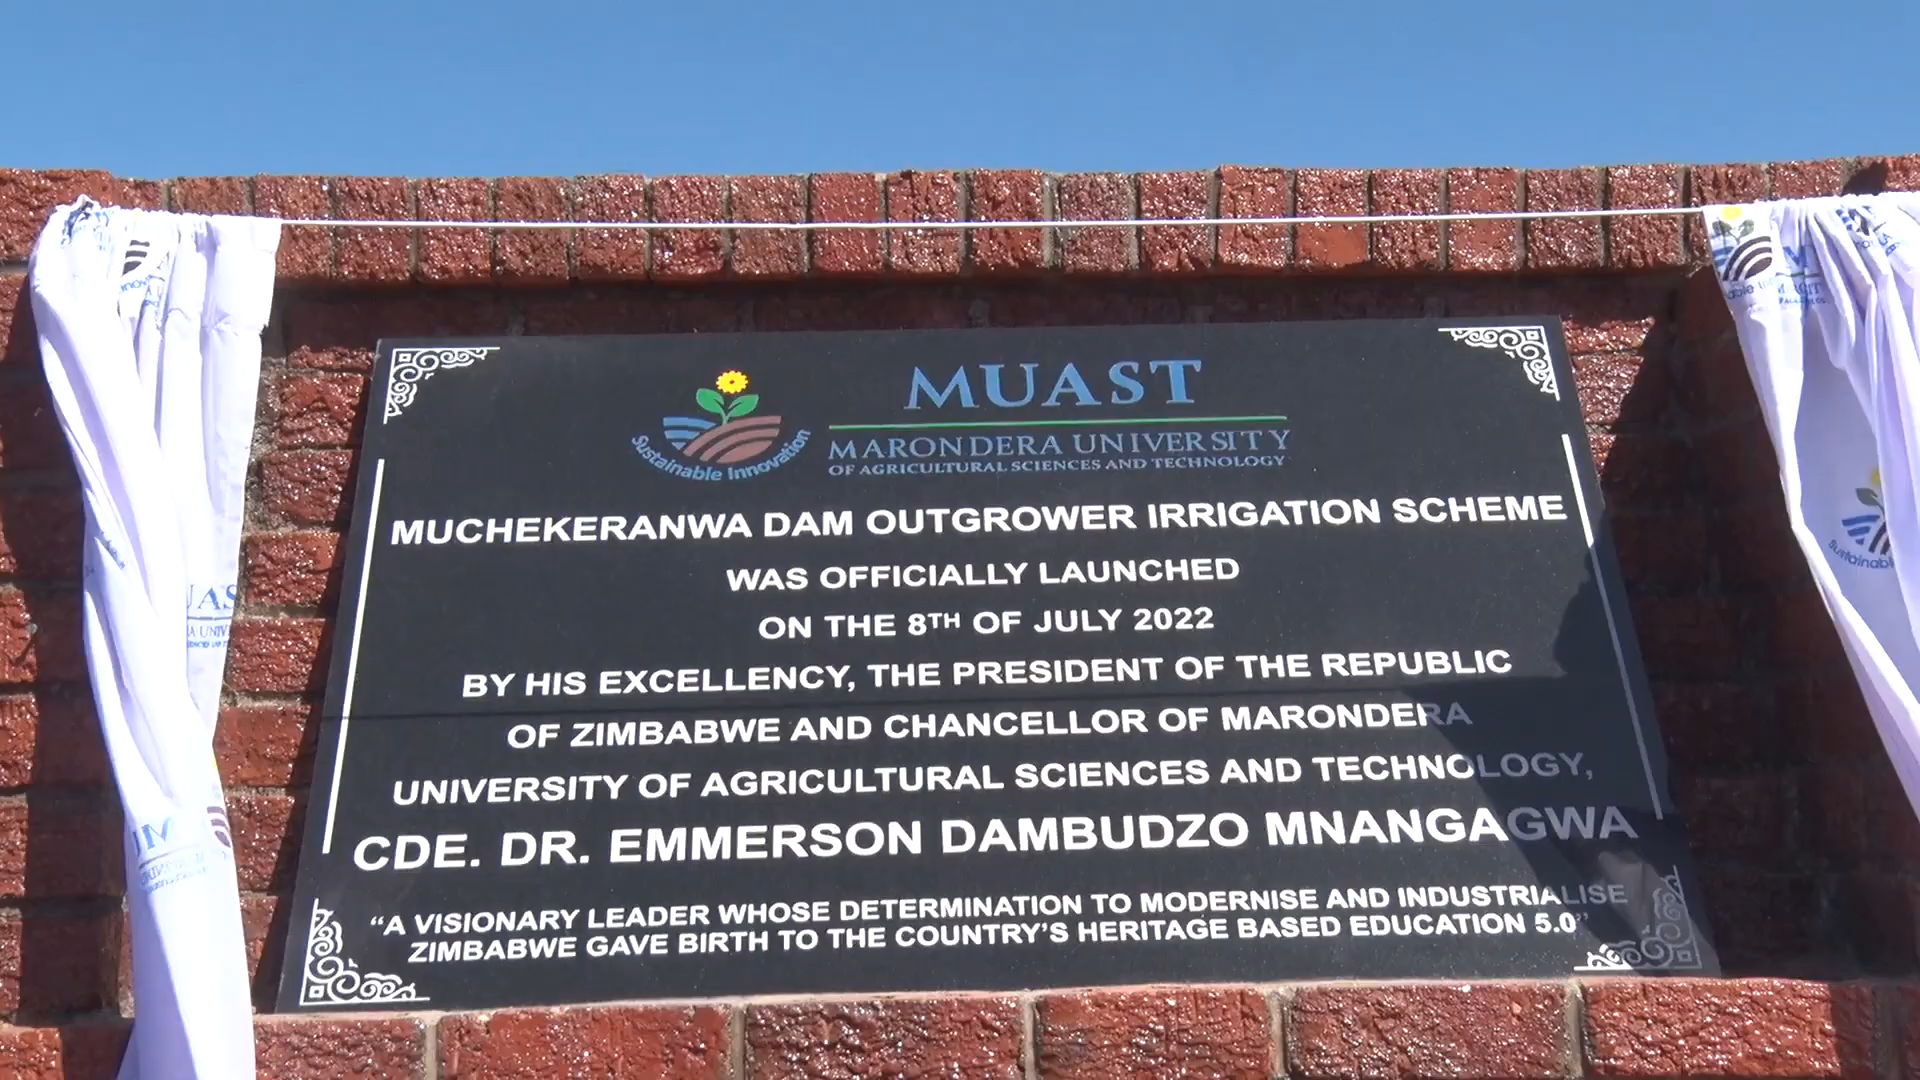 MUAST
MARONDERA UNIVERSITY
OF AGRICULTURAL SCIENCES AND TECHNOLOGY
Sustainable Innovation
MUCHEKERANWA DAM OUTGROWER IRRIGATION SCHEME
WAS OFFICIALLY LAUNCHED
ON THE 8TH OF JULY 2022
BY HIS EXCELLENCY, THE PRESIDENT OF THE REPUBLIC
OF ZIMBABWE AND CHANCELLOR OF MARONDERA
UNIVERSITY OF AGRICULTURAL SCIENCES AND TECHNOLOGY,
CDE. DR. EMMERSON DAMBUDZO MNANGAGWA
“A VISIONARY LEADER WHOSE DETERMINATION TO MODERNISE AND INDUSTRIALISE
ZIMBABWE GAVE BIRTH TO THE COUNTRY’S HERITAGE BASED EDUCATION 5.0”